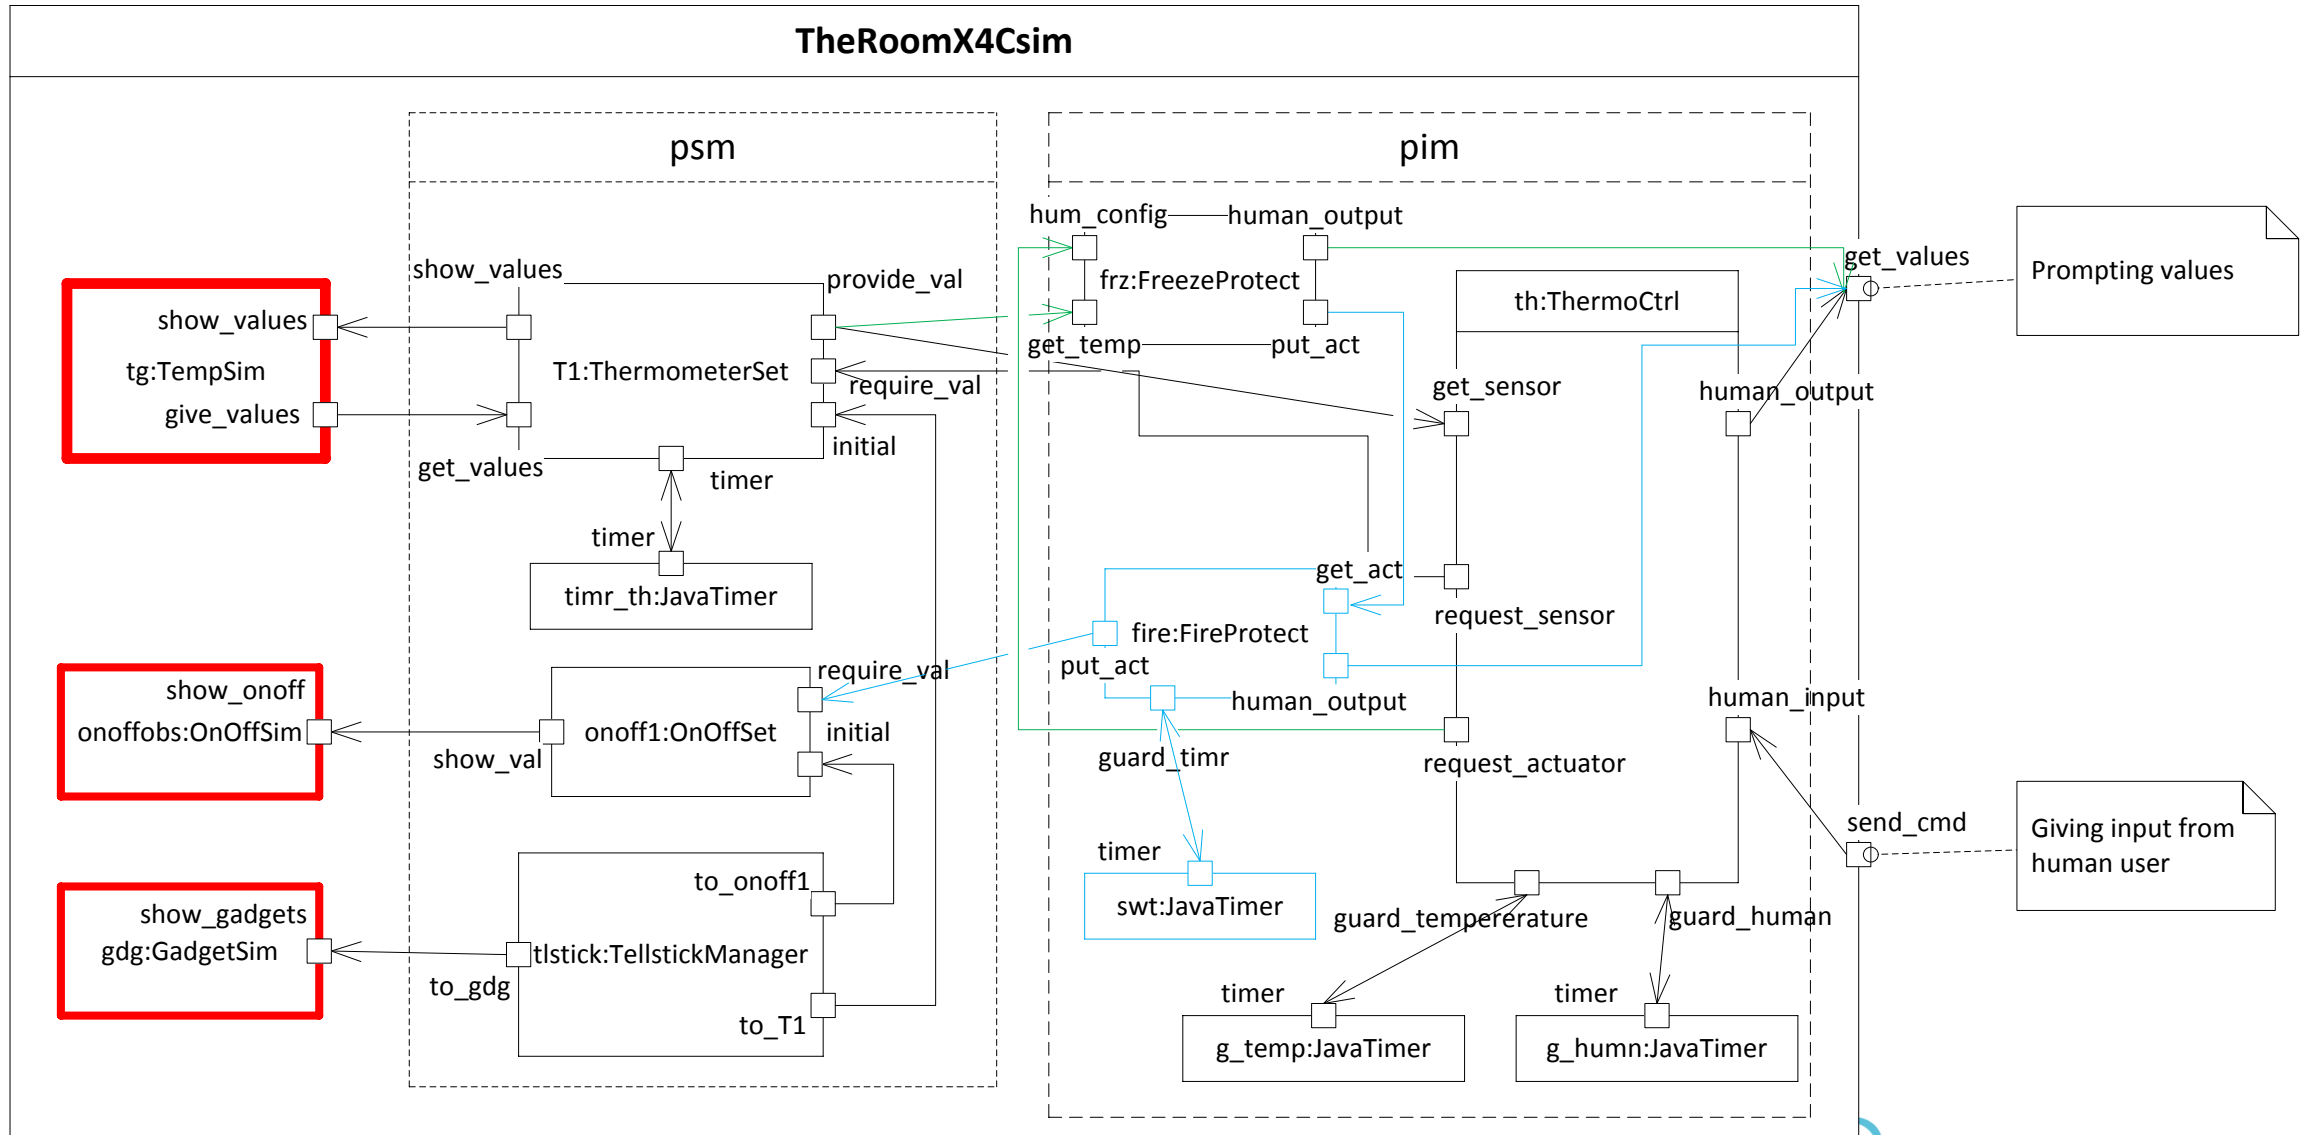 TheRoomX4Csim
psm
pim
hum_config
human_output
show_values
provide_val
frz:FreezeProtect
get_values
Prompting values
show_values
tg:TempSim
give_values
T1:ThermometerSet
require_val
initial
get_values
timer
get_temp
put_act
th:ThermoCtrl
get_sensor
human_output
timer
timr_th:JavaTimer
get_act
fire:FireProtect
put_act
human_output
request_sensor
show_onoff
onoffobs:OnOffSim
require_val
onoff1:OnOffSet
initial
show_val
guard_timr
request_actuator
human_input
send_cmd
Giving input from
human user
show_gadgets
gdg:GadgetSim
to_onoff1
tlstick:TellstickManager
to_gdg
to_T1
timer
swt:JavaTimer
guard_tempererature
guard_human
timer
g_temp:JavaTimer
timer
g_humn:JavaTimer